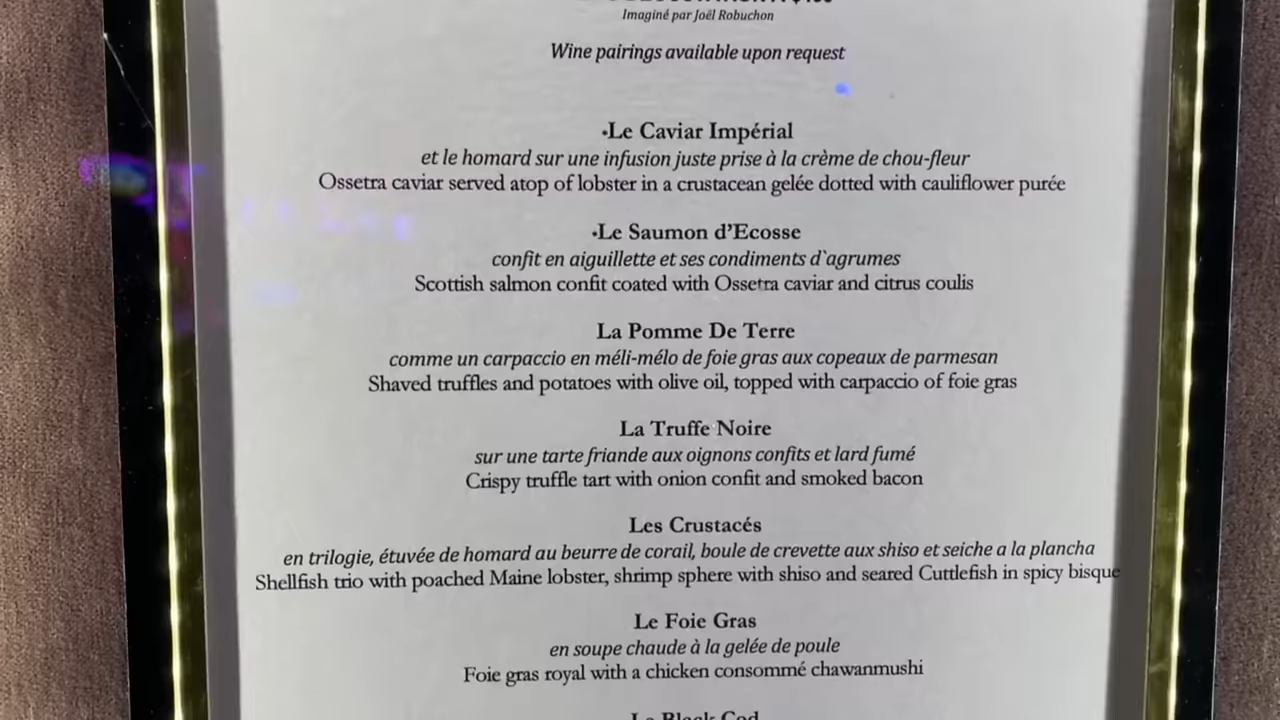 Imaginé par Joël Robuchon
Wine pairings available upon request
•Le Caviar Impérial
et le homard sur une infusion juste prise à la crème de chou-fleur
Ossetra caviar served atop of lobster in a crustacean gelée dotted with cauliflower purée
•Le Saumon d’Ecosse
confit en aiguillette et ses condiments d`agrumes
Scottish salmon confit coated with Ossetra caviar and citrus coulis
La Pomme De Terre
comme un carpaccio en méli-mélo de foie gras aux copeaux de parmesan
Shaved truffles and potatoes with olive oil, topped with carpaccio of foie gras
La Truffe Noire
sur une tarte friande aux oignons confits et lard fumé
Crispy truffle tart with onion confit and smoked bacon
Les Crustacés
en trilogie, étuvée de homard au beurre de corail, boule de crevette aux shiso et seiche a la plancha
Shellfish trio with poached Maine lobster, shrimp sphere with shiso and seared Cuttlefish in spicy bisque
Le Foie Gras
en soupe chaude à la gelée de poule
Foie gras royal with a chicken consommé chawanmushi
Le Black Cod